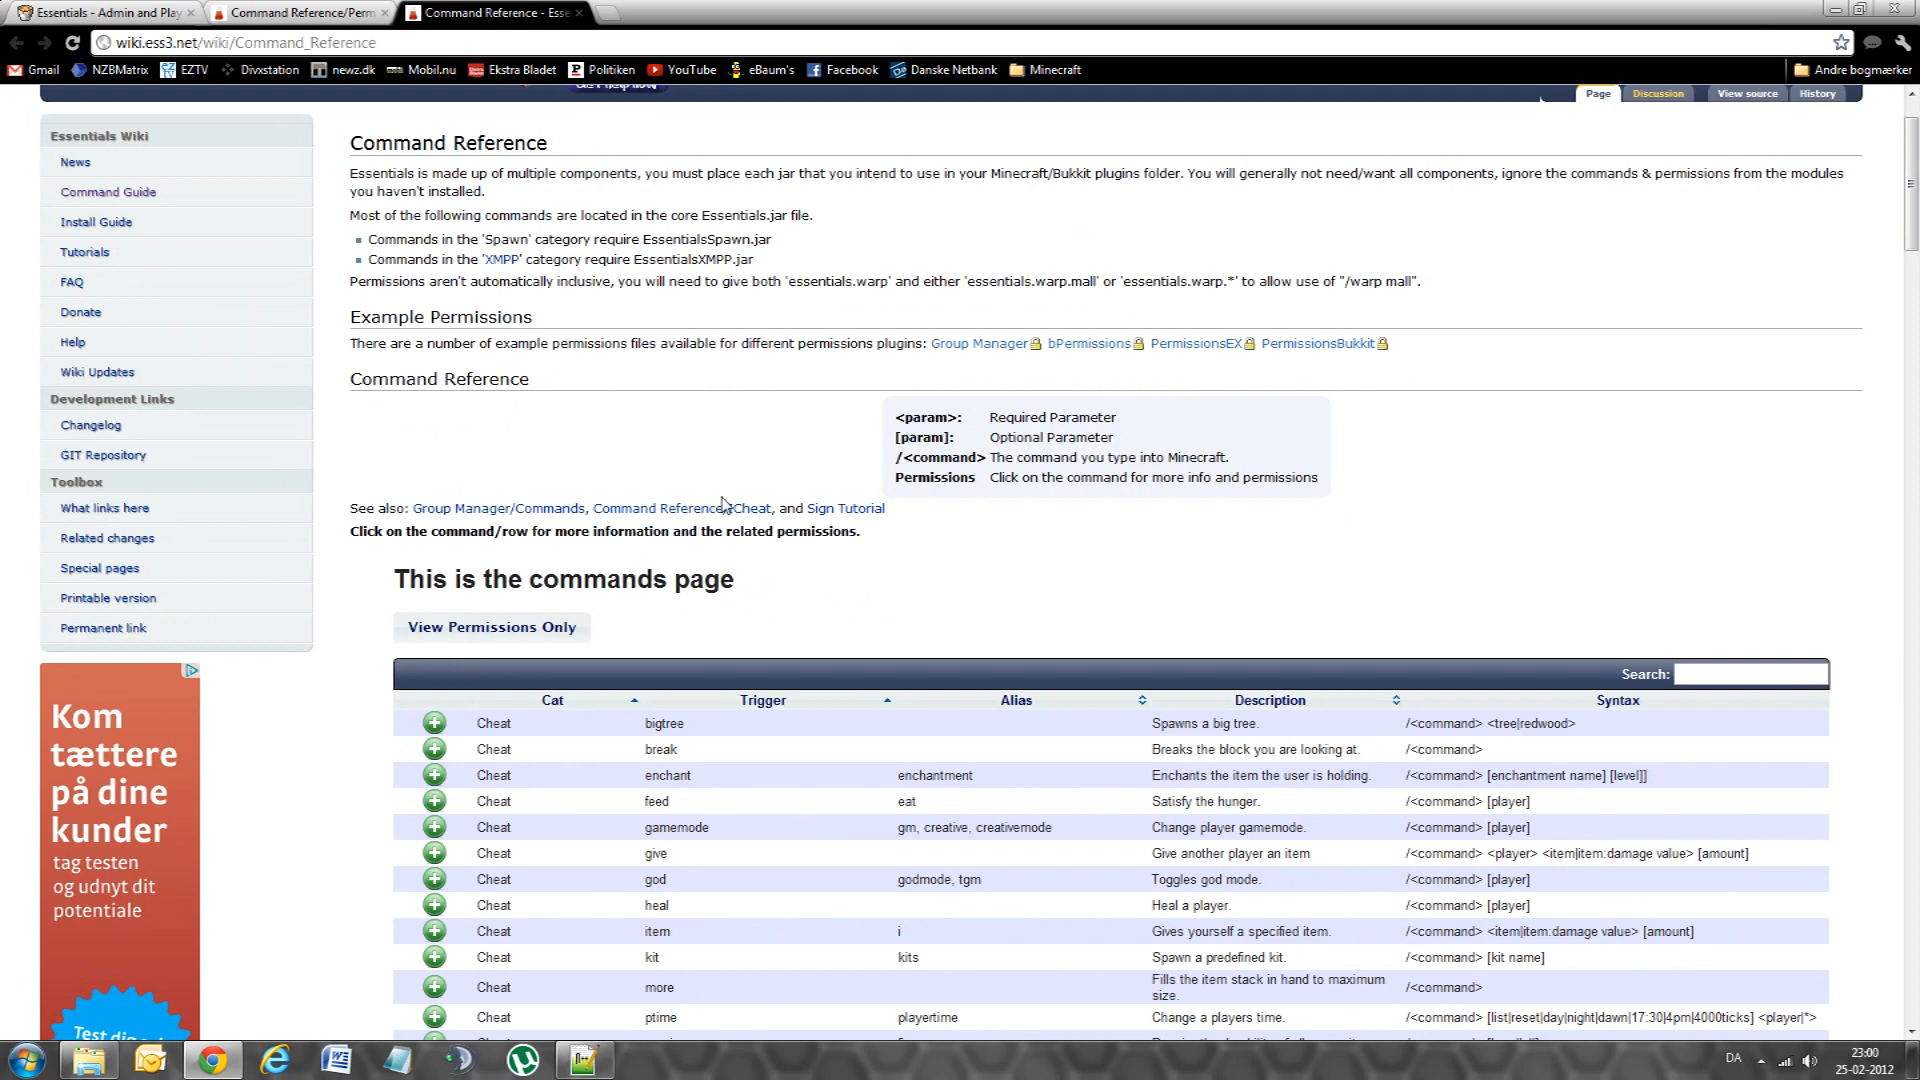 Essentials - Admin and Play
Command Reference/Perm
Command Reference - Esse
wiki.ess3.net/wiki/Command_Reference
Gmail NZBMatrix EZTV Divxstation newz.dk Mobil.nu Ekstra Bladet Politiken YouTube eBaum's Facebook Danske Netbank Minecraft Andre bogmærker
Page Discussion View source History
Essentials Wiki
News
Command Guide
Install Guide
Tutorials
FAQ
Donate
Help
Wiki Updates
Development Links
Changelog
GIT Repository
Toolbox
What links here
Related changes
Special pages
Printable version
Permanent link
Kom
tættere
på dine
kunder
tag testen
og udnyt dit
potentiale
Command Reference
Essentials is made up of multiple components, you must place each jar that you intend to use in your Minecraft/Bukkit plugins folder. You will generally not need/want all components, ignore the commands & permissions from the modules
you haven't installed.
Most of the following commands are located in the core Essentials.jar file.
Commands in the 'Spawn' category require EssentialsSpawn.jar
Commands in the 'XMPP' category require EssentialsXMPP.jar
Permissions aren't automatically inclusive, you will need to give both 'essentials.warp' and either 'essentials.warp.mall' or 'essentials.warp.*' to allow use of "/warp mall".
Example Permissions
There are a number of example permissions files available for different permissions plugins: Group Manager bPermissions PermissionsEX PermissionsBukkit
Command Reference
<param>: Required Parameter
[param]: Optional Parameter
/<command> The command you type into Minecraft.
Permissions Click on the command for more info and permissions
See also: Group Manager/Commands, Command Reference/Cheat, and Sign Tutorial
Click on the command/row for more information and the related permissions.
This is the commands page
View Permissions Only
Search:
Cat Trigger Alias Description Syntax
Cheat bigtree Spawns a big tree. /<command> <tree|redwood>
Cheat break Breaks the block you are looking at. /<command>
Cheat enchant enchantment Enchants the item the user is holding. /<command> [enchantment name] [level]]
Cheat feed eat Satisfy the hunger. /<command> [player]
Cheat gamemode gm, creative, creativemode Change player gamemode. /<command> [player]
Cheat give Give another player an item /<command> <player> <item|item:damage value> [amount]
Cheat god godmode, tgm Toggles god mode. /<command> [player]
Cheat heal Heal a player. /<command> [player]
Cheat item i Gives yourself a specified item. /<command> <item|item:damage value> [amount]
Cheat kit kits Spawn a predefined kit. /<command> [kit name]
Cheat more Fills the item stack in hand to maximum
size. /<command>
Cheat ptime playertime Change a players time. /<command> [list|reset|day|night|dawn|17:30|4pm|4000ticks] <player|*>
DA
23:00
25-02-2012